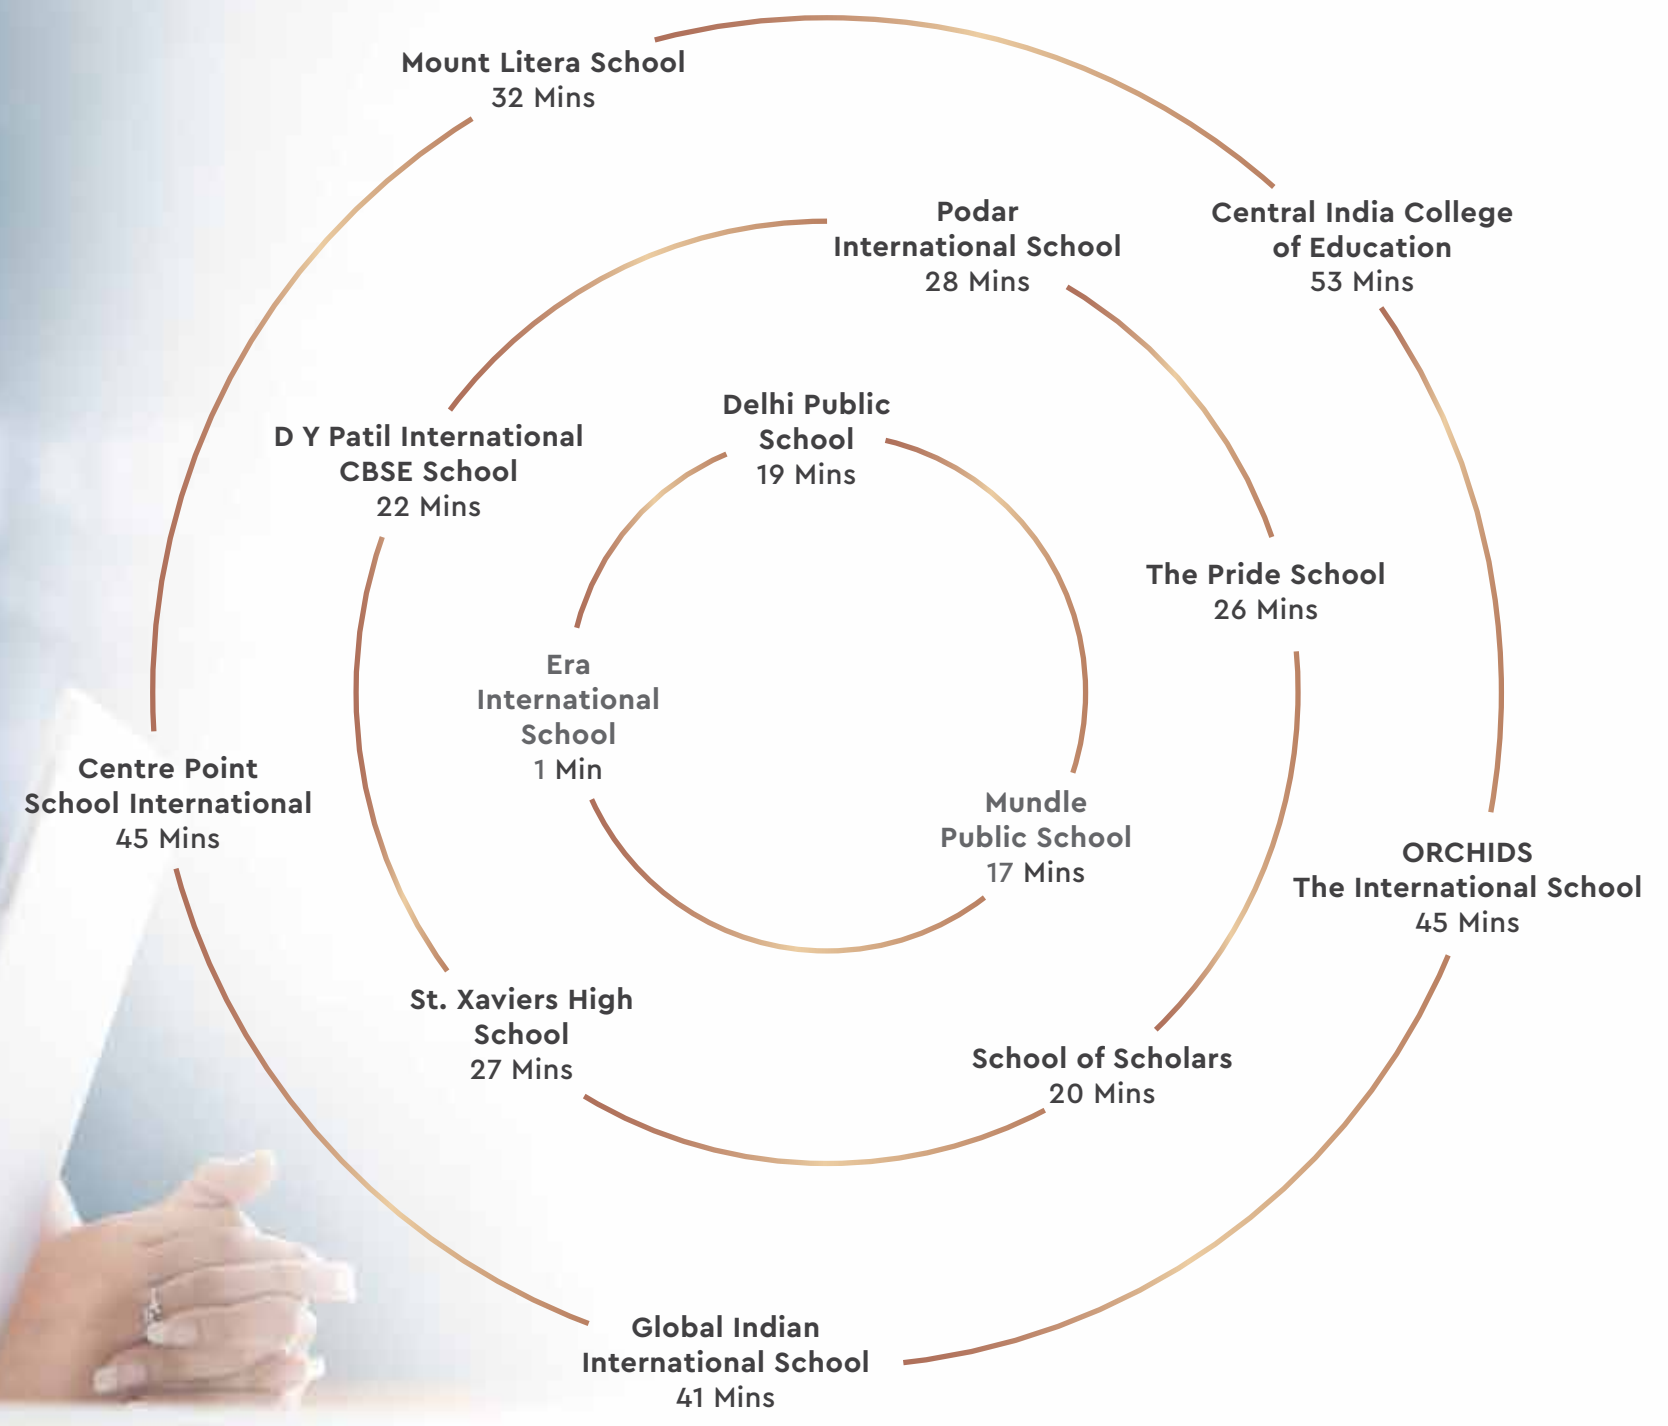 Mount Litera School
32 Mins
Podar
International School
28 Mins
Central India College
of Education
53 Mins
Delhi Public
School
19 Mins
D Y Patil International
CBSE School
22 Mins
The Pride School
26 Mins
Era
International
School
1 Min
Centre Point
School International
45 Mins
Mundle
Public School
17 Mins
ORCHIDS
The International School
45 Mins
St. Xaviers High
School
27 Mins
School of Scholars
20 Mins
Global Indian
International School
41 Mins